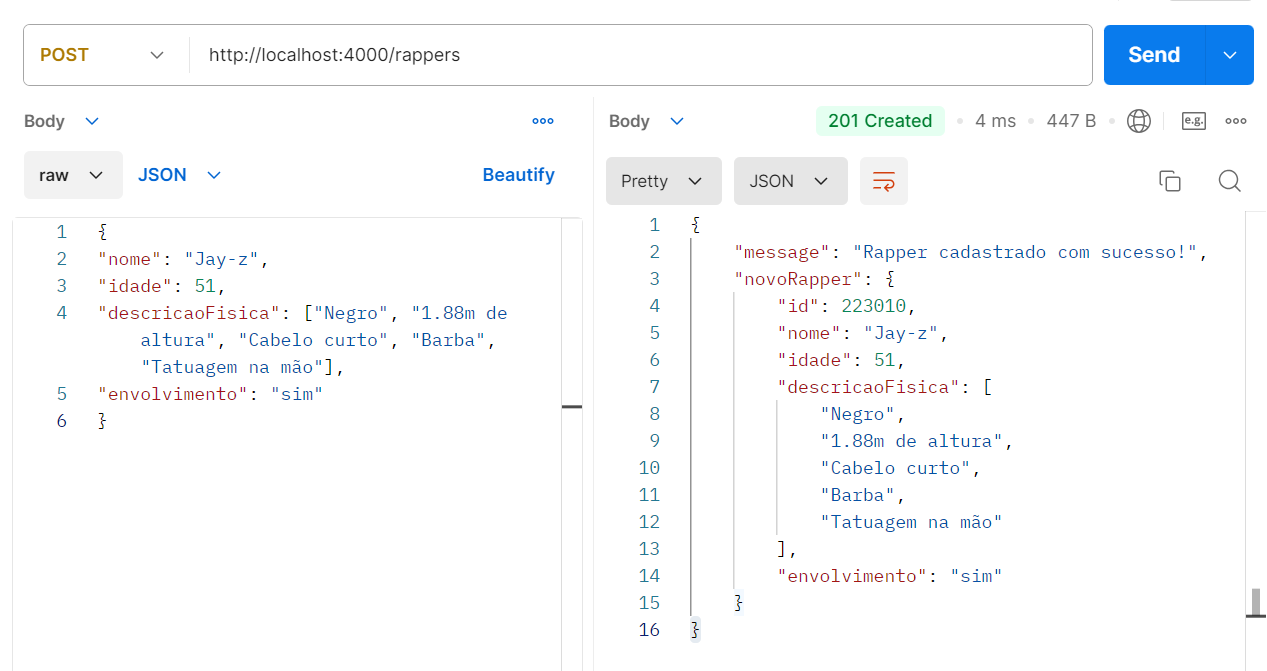 POST http://localhost:4000/rappers Send
Body
raw JSON Beautify
1 {
2 "nome": "Jay-z",
3 "idade": 51,
4 "descricaoFisica": ["Negro", "1.88m de
altura", "Cabelo curto", "Barba",
"Tatuagem na mão"],
5 "envolvimento": "sim"
6 }
Body 201 Created 4 ms 447 B e.g.
Pretty JSON
1 {
2 "message": "Rapper cadastrado com sucesso!",
3 "novoRapper": {
4 "id": 223010,
5 "nome": "Jay-z",
6 "idade": 51,
7 "descricaoFisica": [
8 "Negro",
9 "1.88m de altura",
10 "Cabelo curto",
11 "Barba",
12 "Tatuagem na mão"
13 ],
14 "envolvimento": "sim"
15 }
16 }